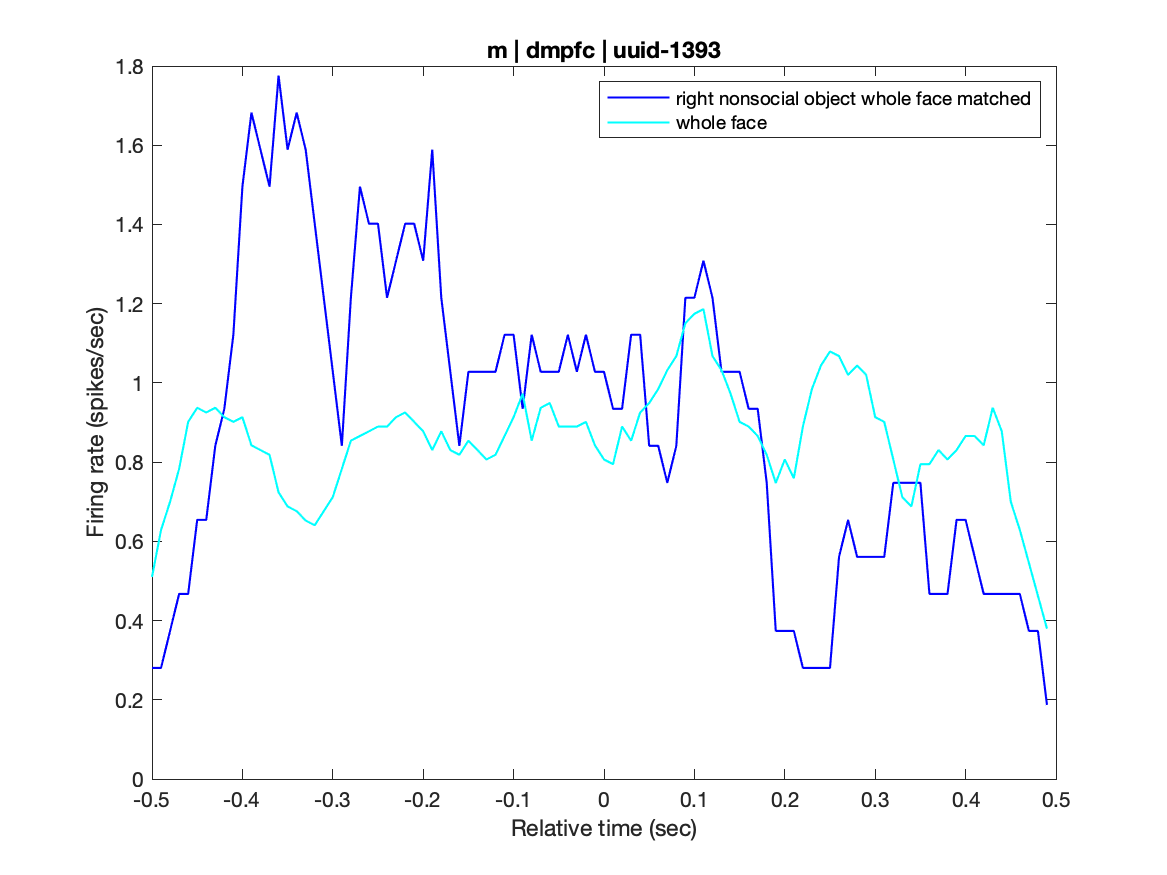 m | dmpfc | uuid-1393
right nonsocial object whole face matched
whole face
Firing rate (spikes/sec)
1.8
1.6
1.4
1.2
1
0.8
0.6
0.4
0.2
0
-0.5 -0.4 -0.3 -0.2 -0.1 0 0.1 0.2 0.3 0.4 0.5
Relative time (sec)